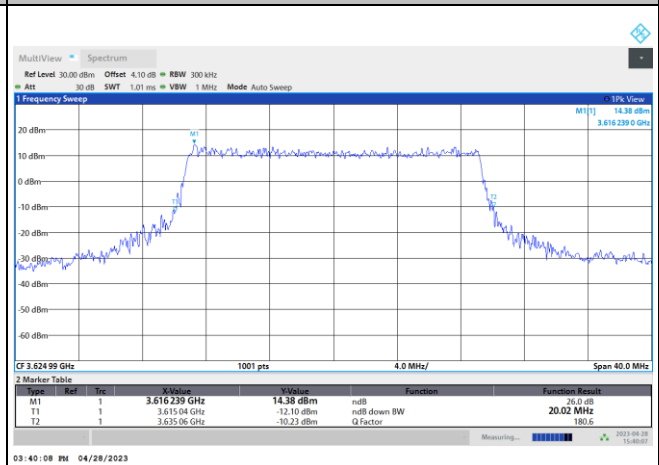 MultiView Spectrum
Ref Level 30.00 dBm Offset 4.10 dB RBW 300 kHz
Att 30 dB SWT 1.01 ms VBW 1 MHz Mode Auto Sweep
1 Frequency Sweep 1Pk View
M1[1] 14.38 dBm
3.616 239 0 GHz
20 dBm
M1
10 dBm
0 dBm
T1
T2
-10 dBm
-20 dBm
-30 dBm
-40 dBm
-50 dBm
-60 dBm
CF 3.624 99 GHz 1001 pts 4.0 MHz/ Span 40.0 MHz
2 Marker Table
Type Ref Trc X-Value Y-Value Function Function Result
M1 1 3.616 239 GHz 14.38 dBm ndB 26.0 dB
T1 1 3.615 04 GHz -12.10 dBm ndB down BW 20.02 MHz
T2 1 3.635 06 GHz -10.23 dBm Q Factor 180.6
Measuring... 2023-04-28
15:40:07
03:40:08 PM 04/28/2023